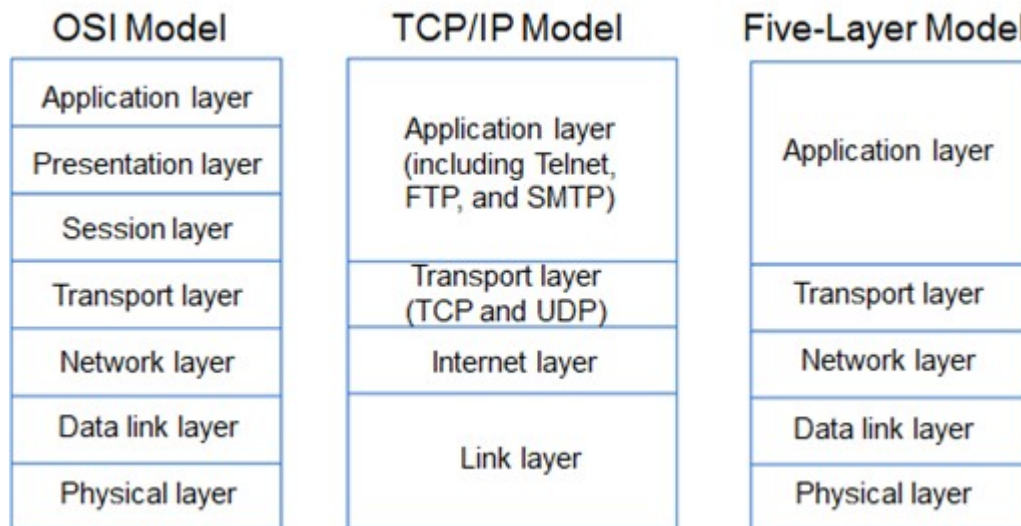 OSI Model
Application layer
Presentation layer
Session layer
Transport layer
Network layer
Data link layer
Physical layer
TCP/IP Model
Application layer
(including Telnet,
FTP, and SMTP)
Transport layer
(TCP and UDP)
Internet layer
Link layer
Five-Layer Model
Application layer
Transport layer
Network layer
Data link layer
Physical layer